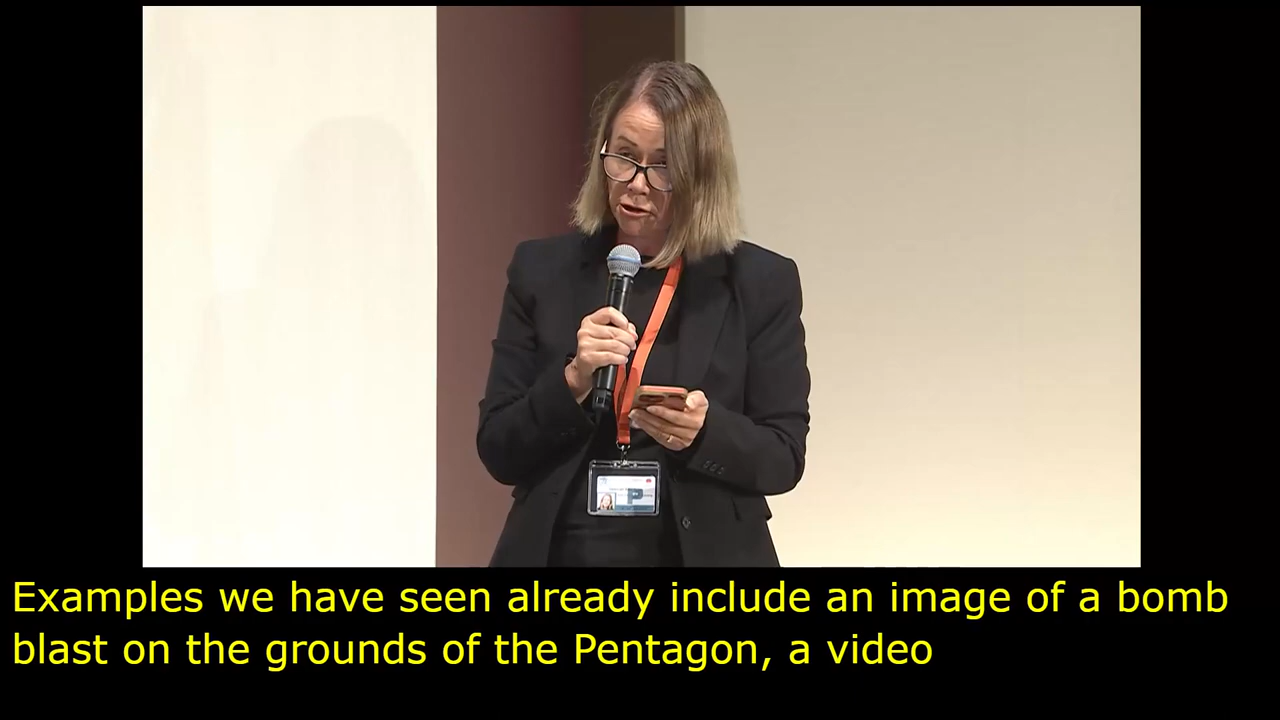 Examples we have seen already include an image of a bomb
blast on the grounds of the Pentagon, a video